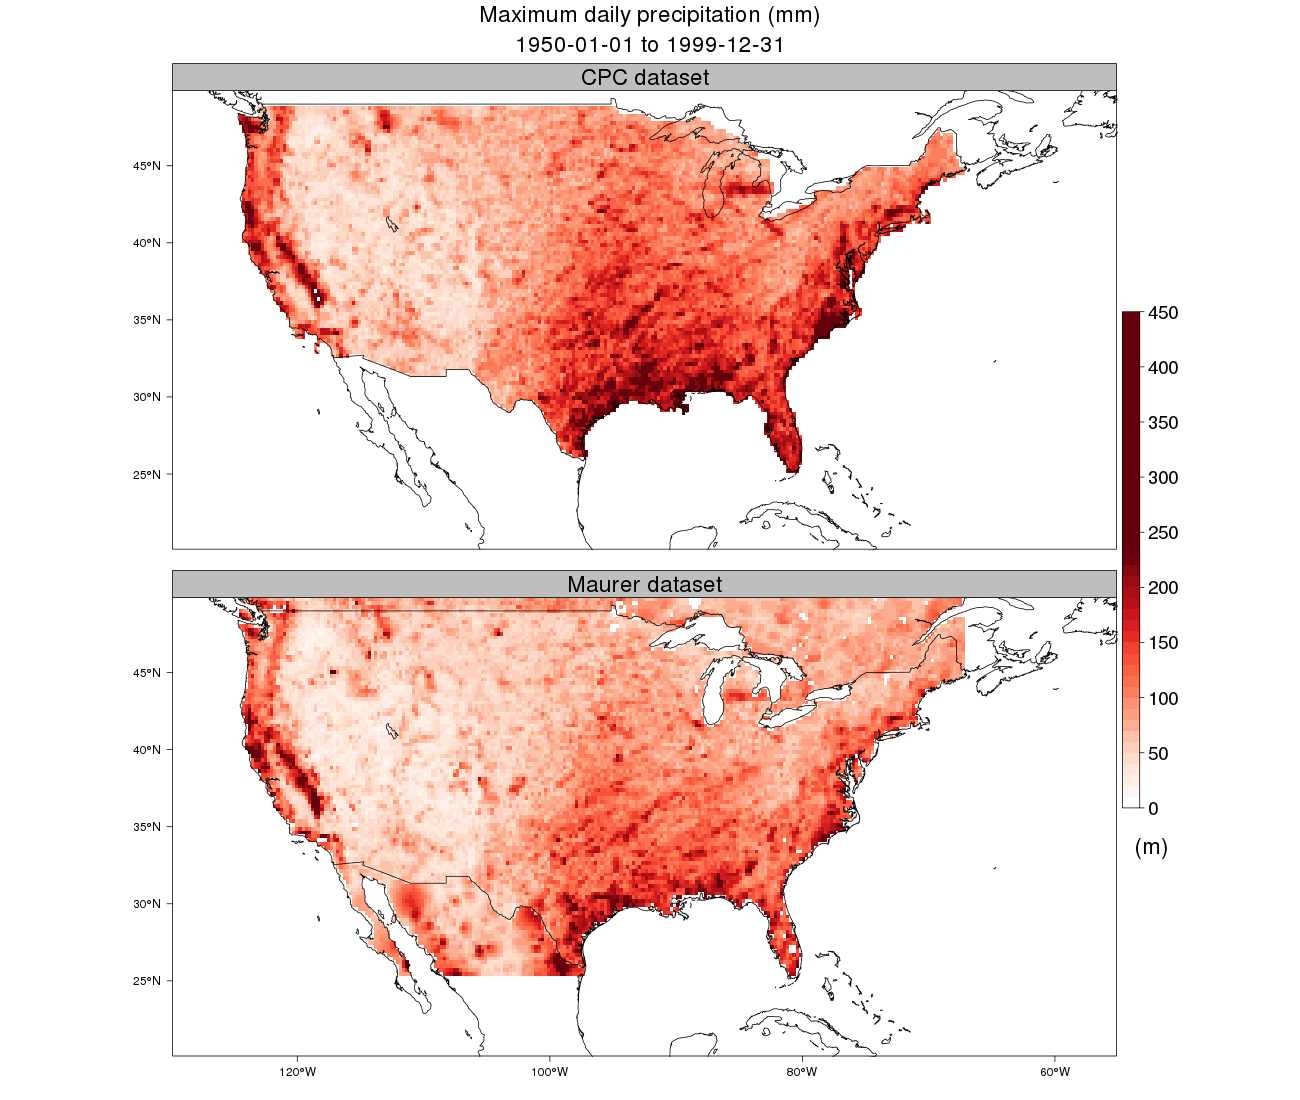 Maximum daily precipitation (mm)
1950-01-01 to 1999-12-31
CPC dataset
45°N
40°N
35°N
30°N
25°N
450
400
350
300
250
200
150
100
50
0
(m)
Maurer dataset
45°N
40°N
35°N
30°N
25°N
120°W
100°W
80°W
60°W